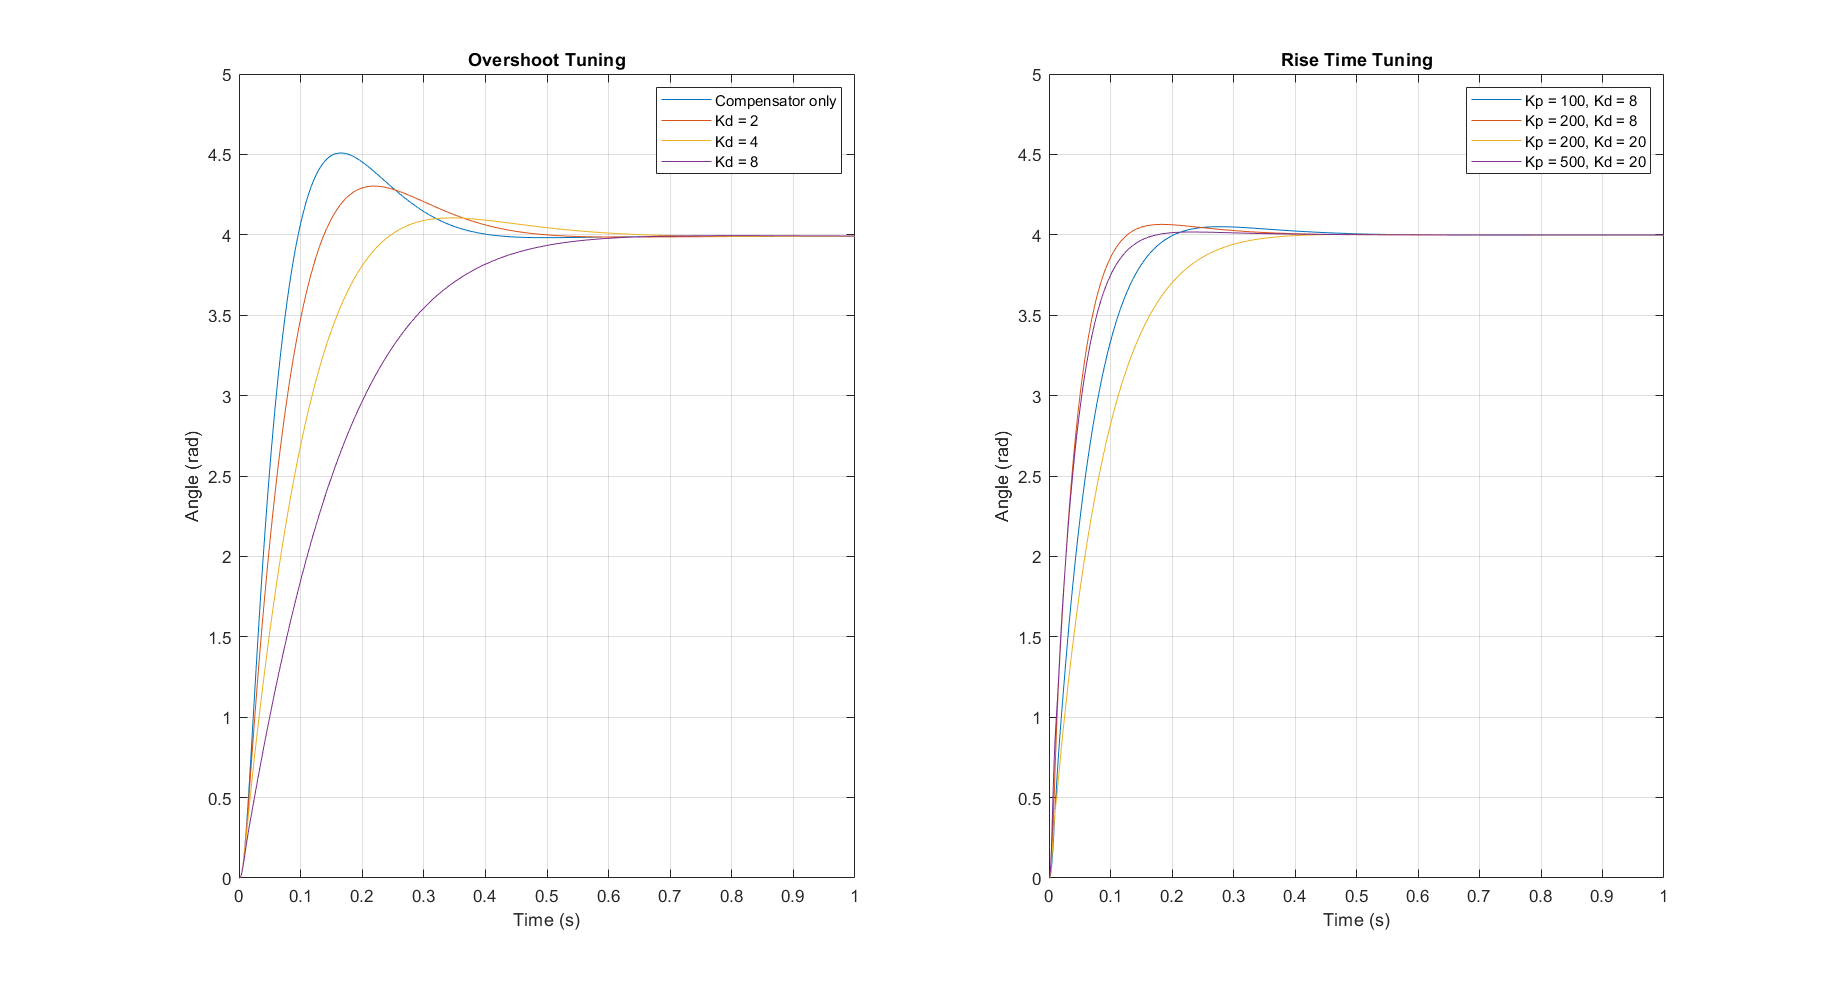 Overshoot Tuning
5
4.5
4
3.5
3
2.5
2
1.5
1
0.5
0
Angle (rad)
Compensator only
Kd = 2
Kd = 4
Kd = 8
0 0.1 0.2 0.3 0.4 0.5 0.6 0.7 0.8 0.9 1
Time (s)
Rise Time Tuning
5
4.5
4
3.5
3
2.5
2
1.5
1
0.5
0
Angle (rad)
Kp = 100, Kd = 8
Kp = 200, Kd = 8
Kp = 200, Kd = 20
Kp = 500, Kd = 20
0 0.1 0.2 0.3 0.4 0.5 0.6 0.7 0.8 0.9 1
Time (s)